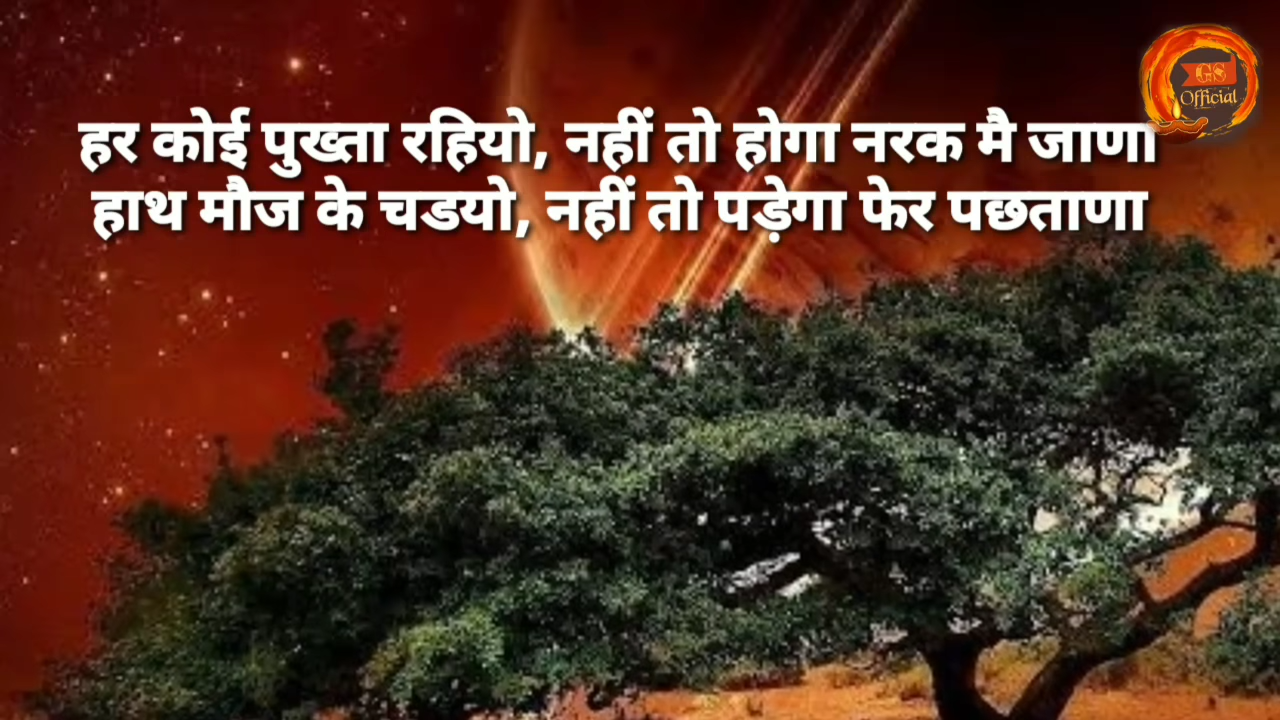 GS
Official
हर कोई पुख्ता रहियो, नहीं तो होगा नरक मै जाणा
हाथ मौज के चडयो, नहीं तो पड़ेगा फेर पछताणा